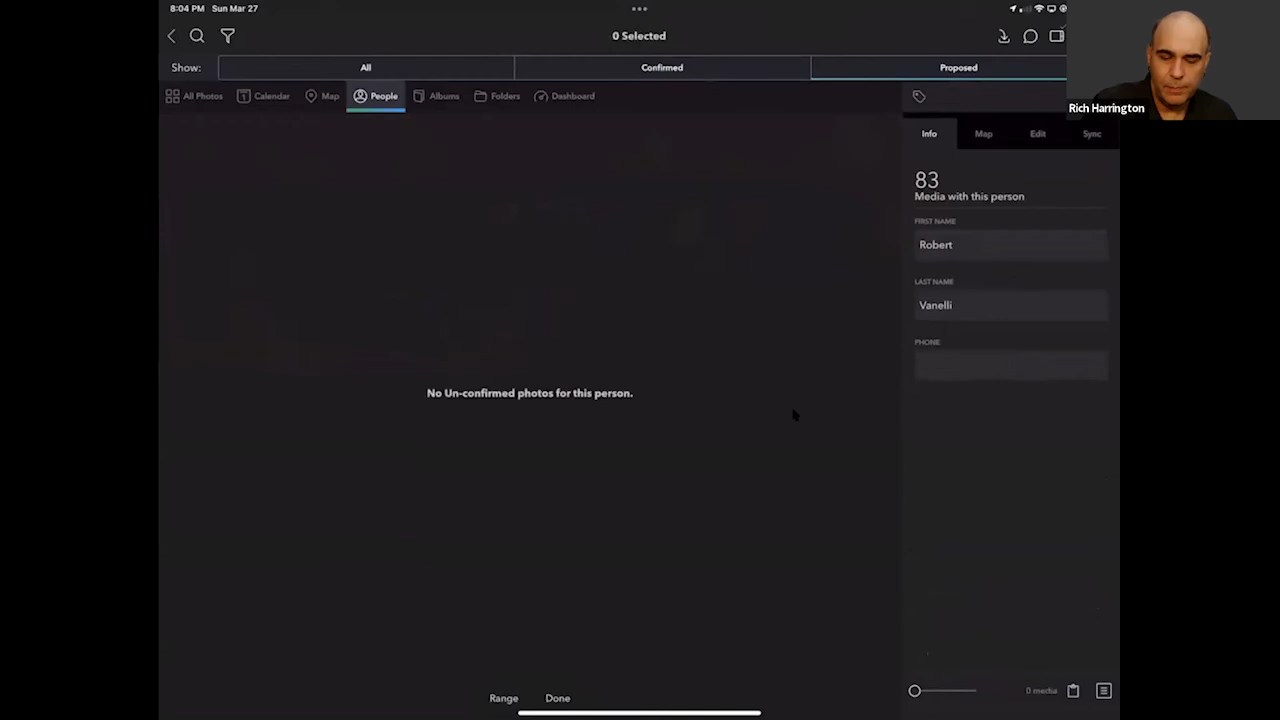 8:04 PM Sun Mar 27
0 Selected
Show: All Confirmed Proposed
Rich Harrington
All Photos Calendar Map People Albums Folders Dashboard
Info Map Edit Sync
83
Media with this person
FIRST NAME
Robert
LAST NAME
Vanelli
PHONE
No Un-confirmed photos for this person.
Range Done
0 media